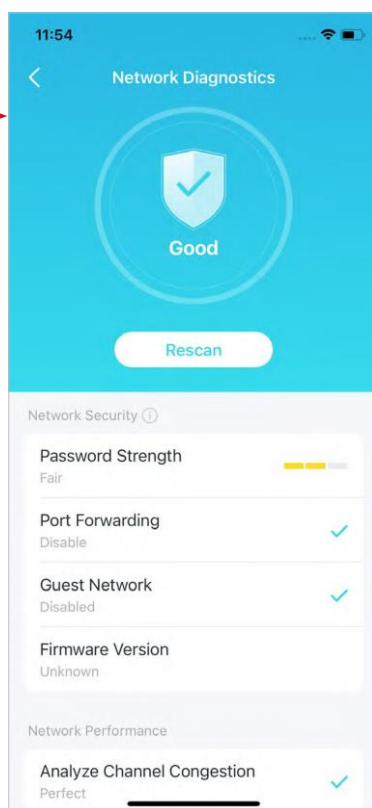 11:54
Network Diagnostics
Good
Rescan
Network Security
Password Strength
Fair
Port Forwarding
Disable
Guest Network
Disabled
Firmware Version
Unknown
Network Performance
Analyze Channel Congestion
Perfect